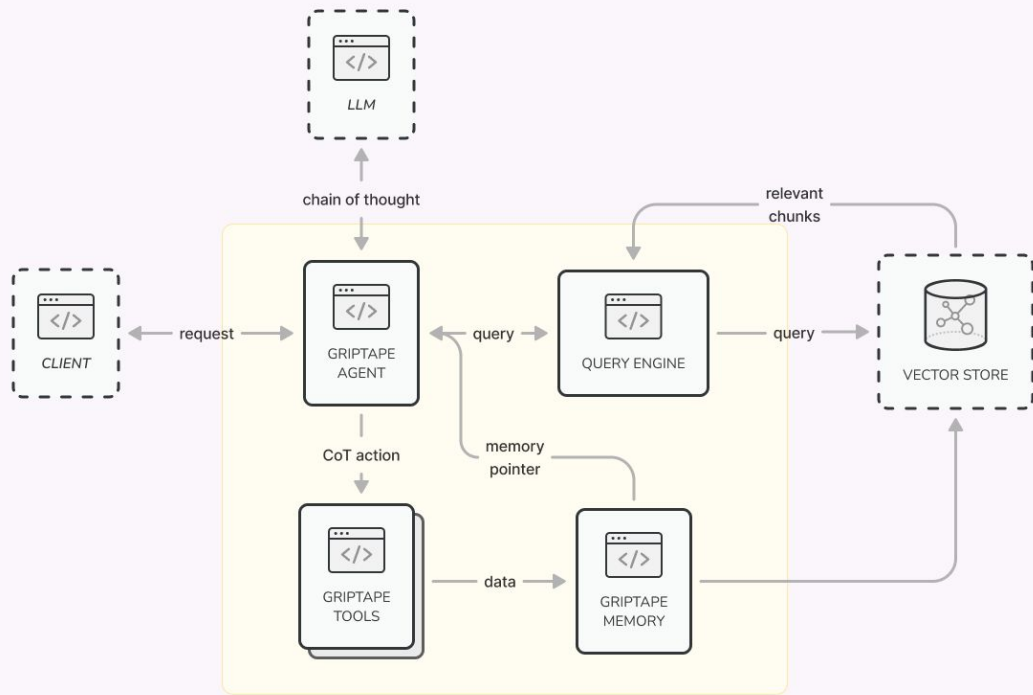 </>
LLM
chain of thought
relevant
chunks
</>
CLIENT
request
</>
GRIPTAPE
AGENT
query
</>
QUERY ENGINE
query
VECTOR STORE
CoT action
memory
pointer
</>
GRIPTAPE
TOOLS
data
</>
GRIPTAPE
MEMORY